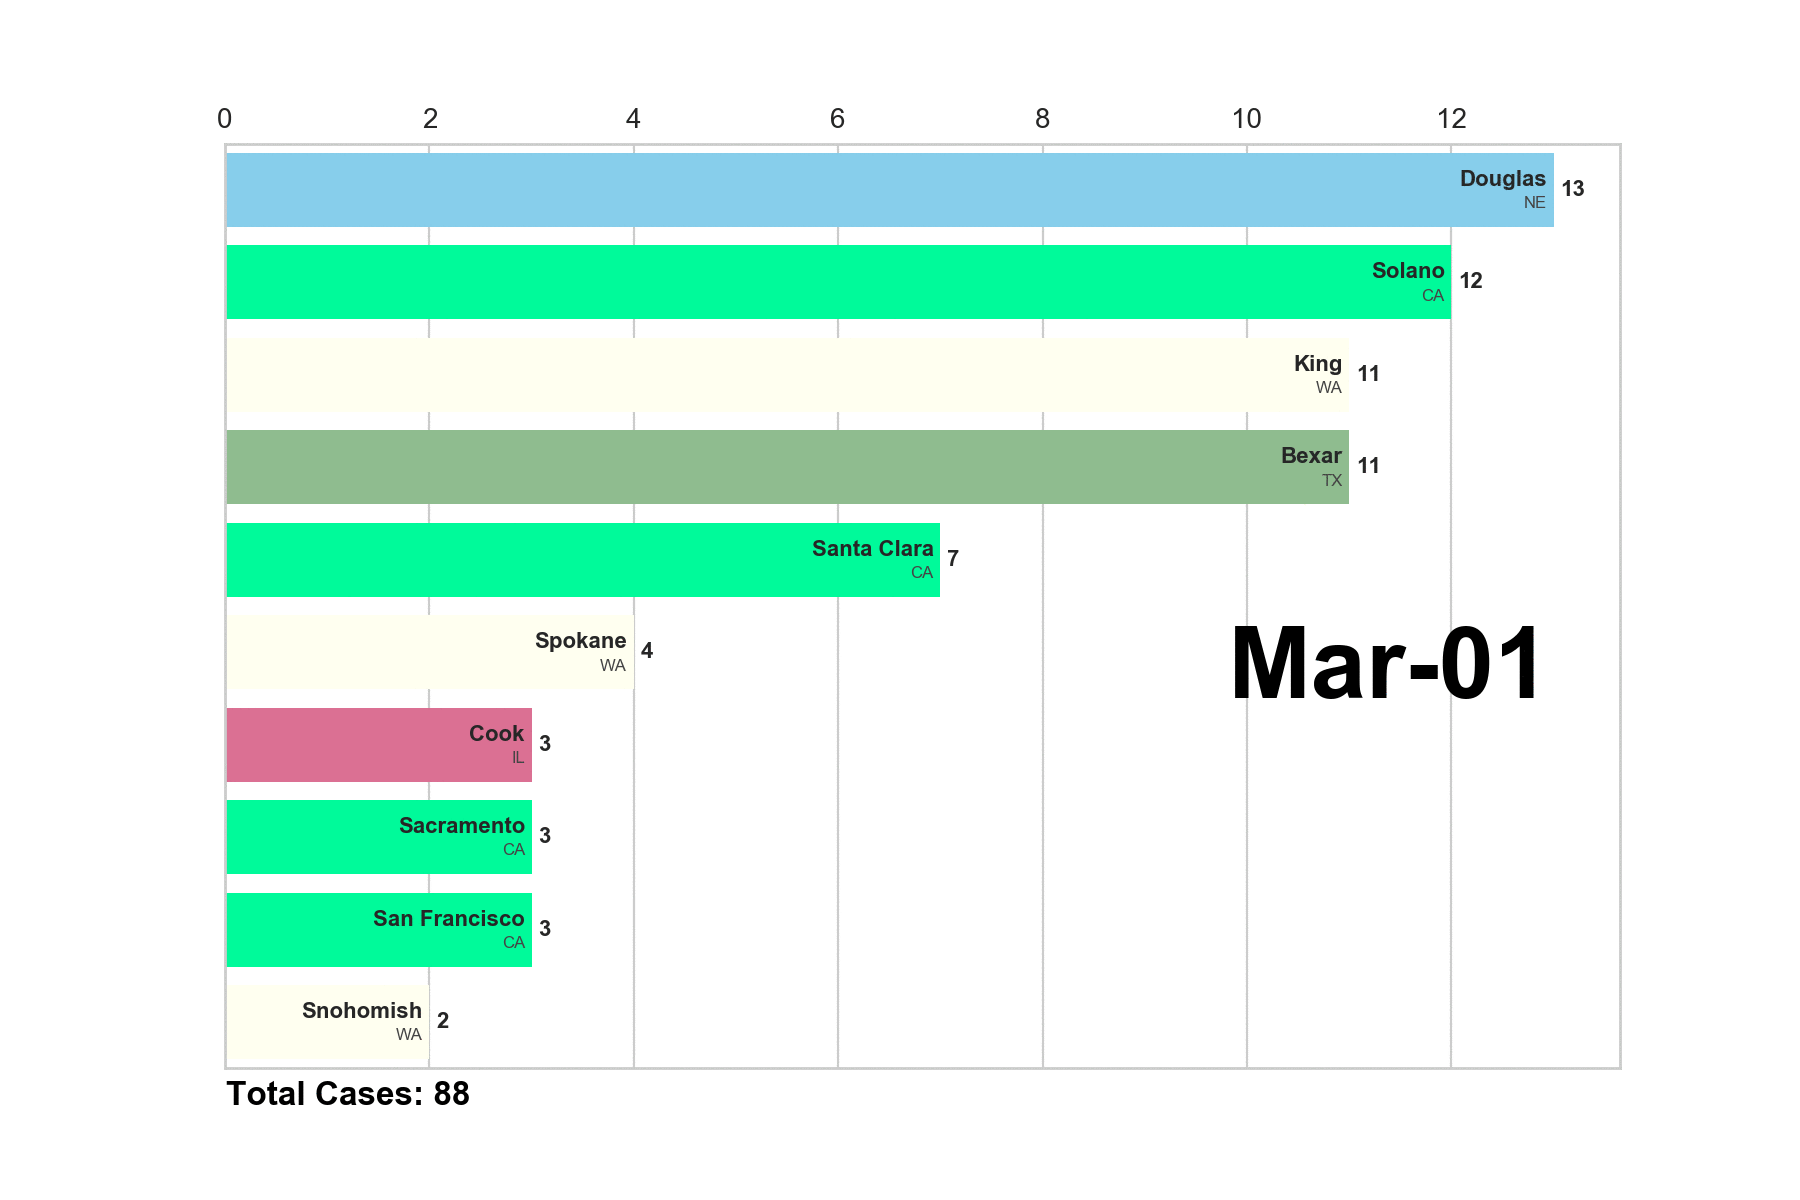 0 2 4 6 8 10 12
Douglas
NE
13
Solano
CA
12
King
WA
11
Bexar
TX
11
Santa Clara
CA
7
Spokane
WA
4
Mar-01
Cook
IL
3
Sacramento
CA
3
San Francisco
CA
3
Snohomish
WA
2
Total Cases: 88